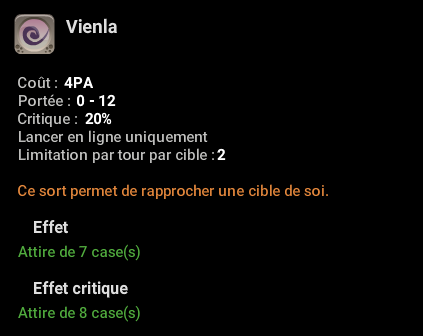 Vienla
Coût : 4PA
Portée : 0 - 12
Critique : 20%
Lancer en ligne uniquement
Limitation par tour par cible : 2
Ce sort permet de rapprocher une cible de soi.
Effet
Attire de 7 case(s)
Effet critique
Attire de 8 case(s)